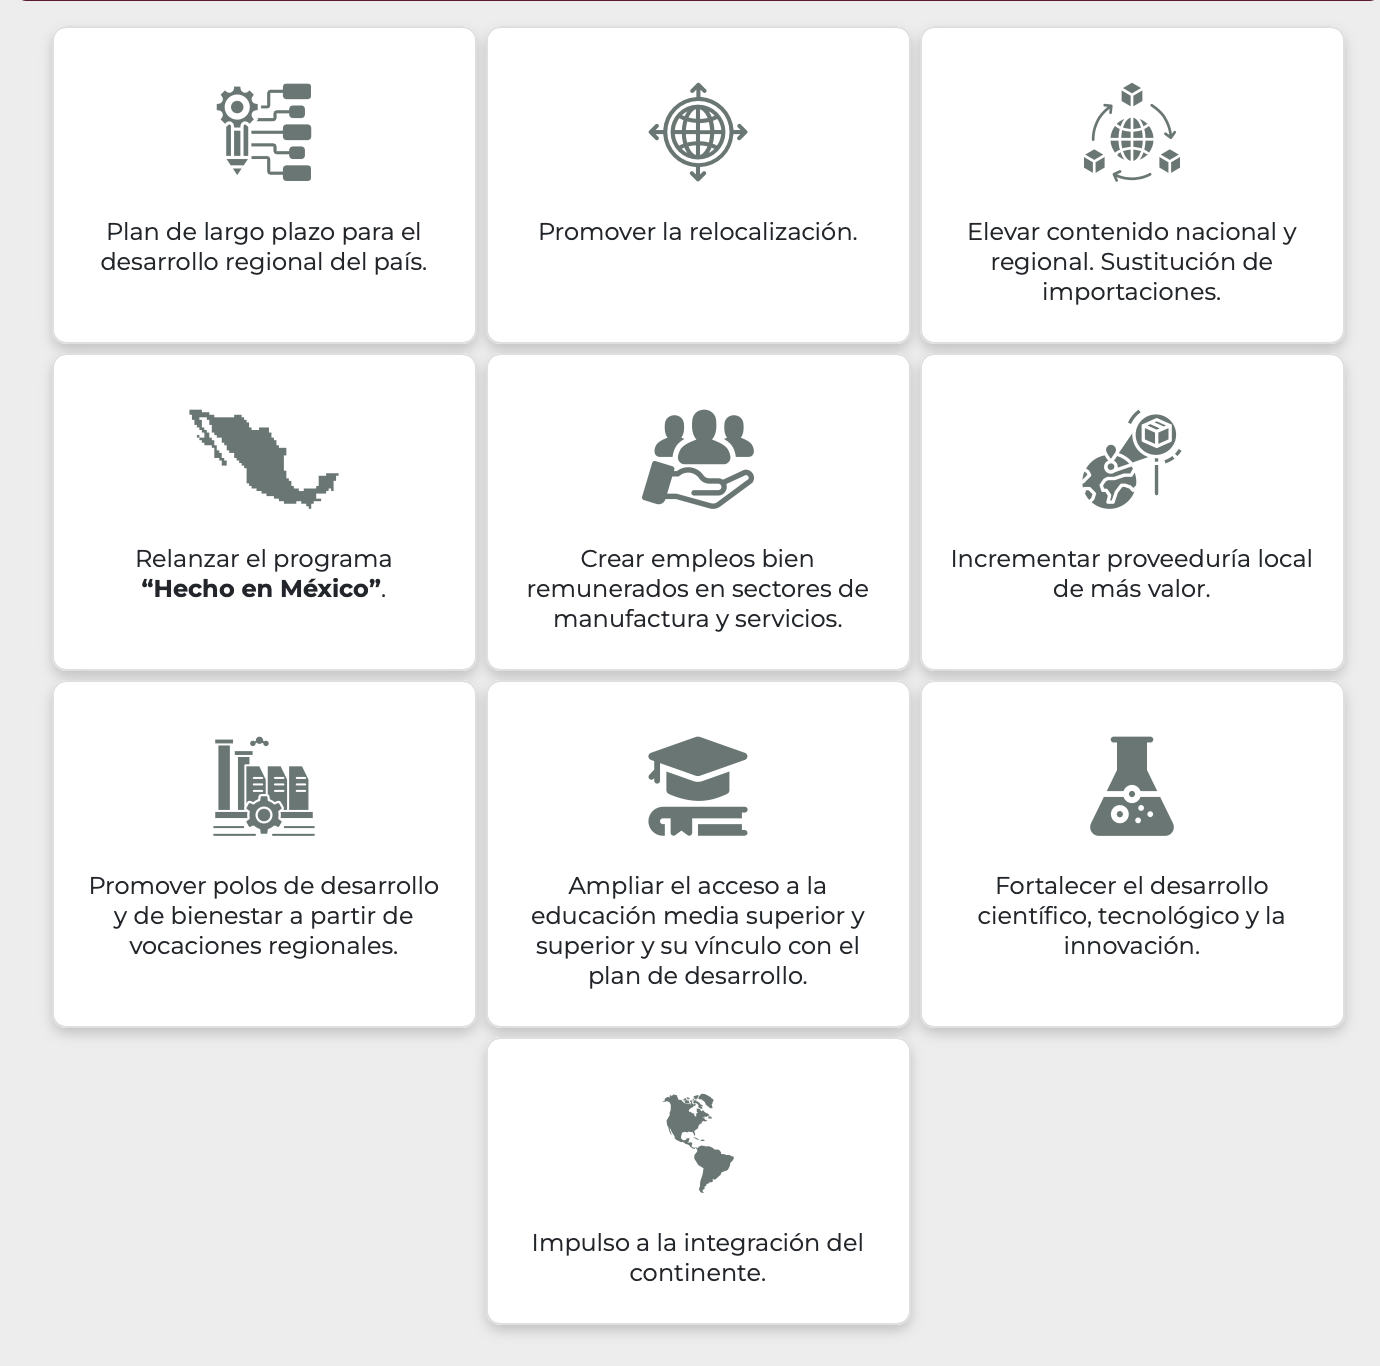 Plan de largo plazo para el
desarrollo regional del país.
Promover la relocalización.
Elevar contenido nacional y
regional. Sustitución de
importaciones.
Relanzar el programa
“Hecho en México”.
Crear empleos bien
remunerados en sectores de
manufactura y servicios.
Incrementar proveeduría local
de más valor.
Promover polos de desarrollo
y de bienestar a partir de
vocaciones regionales.
Ampliar el acceso a la
educación media superior y
superior y su vínculo con el
plan de desarrollo.
Fortalecer el desarrollo
científico, tecnológico y la
innovación.
Impulso a la integración del
continente.